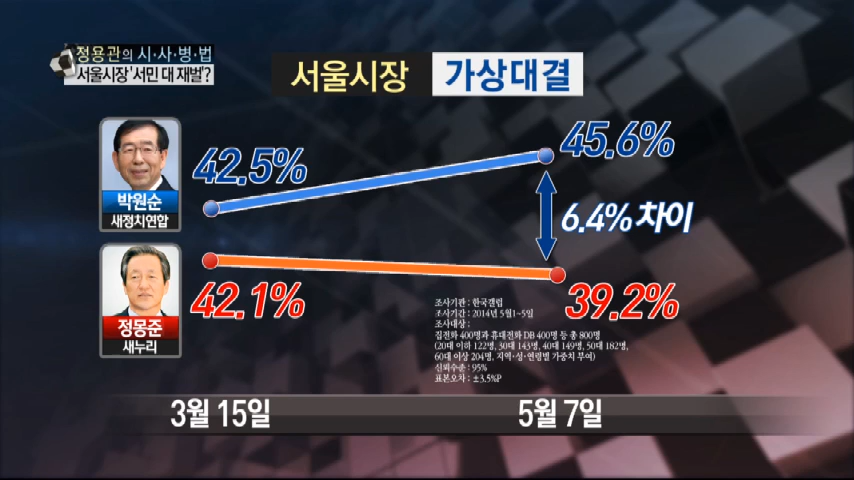 정용관의 시·사·병·법
서울시장 '서민 대 재벌'?
서울시장 가상대결
박원순
새정치연합
42.5%
45.6%
6.4% 차이
정몽준
새누리
42.1%
39.2%
조사기관 : 한국갤럽
조사기간 : 2014년 5월1~5일
조사대상 :
집전화 400명과 휴대전화 DB 400명 등 총 800명
(20대 이하 122명, 30대 143명, 40대 149명, 50대 182명,
60대 이상 204명, 지역·성·연령별 가중치 부여)
신뢰수준 : 95%
표본오차 : ±3.5%P
3월 15일
5월 7일